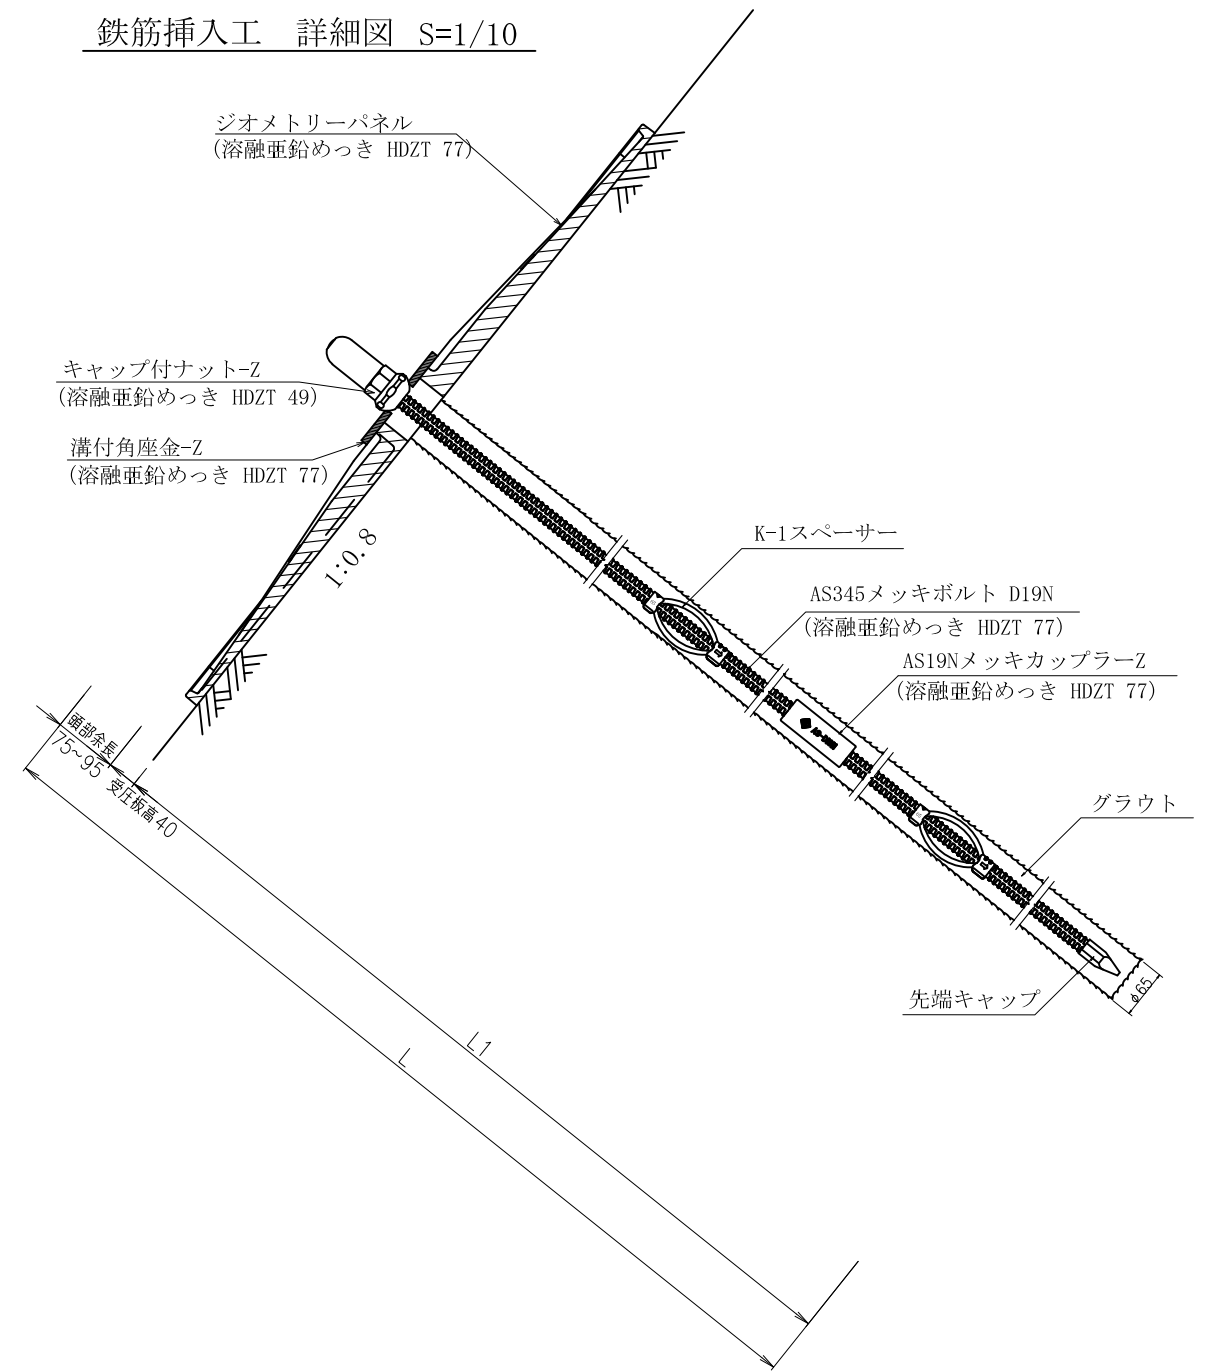 鉄筋挿入工　詳細図 S=1/10
ジオメトリーパネル
(溶融亜鉛めっき HDZT 77)
キャップ付ナット-Z
(溶融亜鉛めっき HDZT 49)
溝付角座金-Z
(溶融亜鉛めっき HDZT 77)
1:0.8
K-1スペーサー
AS345メッキボルト D19N
(溶融亜鉛めっき HDZT 77)
AS19NメッキカップラーZ
(溶融亜鉛めっき HDZT 77)
頭部余長
75~95
受圧板高40
グラウト
先端キャップ
φ65
L1
L